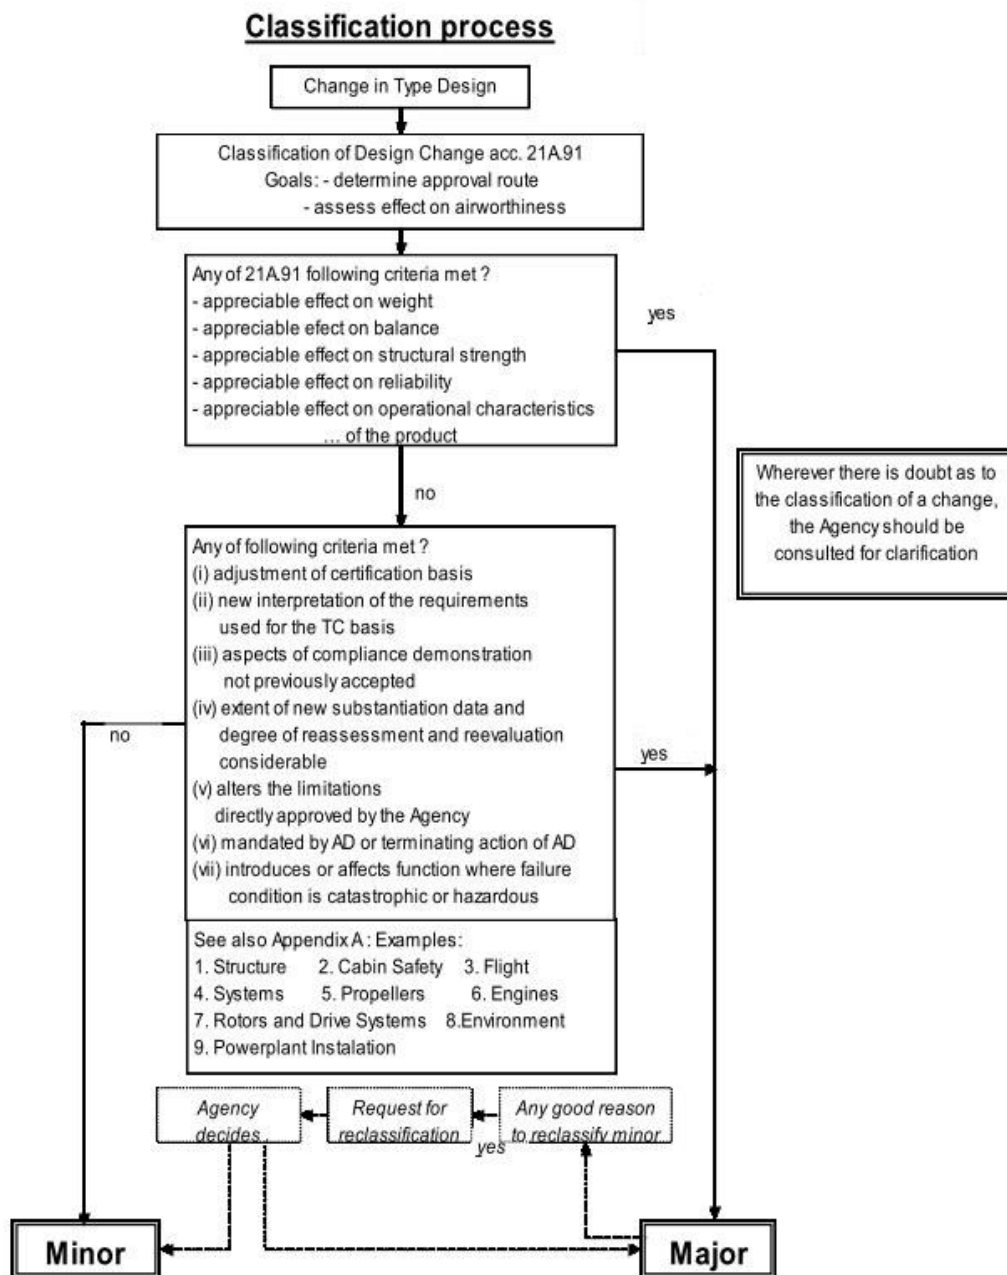 Classification process
Change in Type Design
Classification of Design Change acc. 21A.91
Goals: - determine approval route
- assess effect on airworthiness
Any of 21A.91 following criteria met ?
- appreciable effect on weight
- appreciable efect on balance
- appreciable effect on structural strength
- appreciable effect on reliability
- appreciable effect on operational characteristics
... of the product
yes
no
Wherever there is doubt as to
the classification of a change,
the Agency should be
consulted for clarification
Any of following criteria met ?
(i) adjustment of certification basis
(ii) new interpretation of the requirements
used for the TC basis
(iii) aspects of compliance demonstration
not previously accepted
(iv) extent of new substantiation data and
degree of reassessment and reevaluation
considerable
(v) alters the limitations
directly approved by the Agency
(vi) mandated by AD or terminating action of AD
(vii) introduces or affects function where failure
condition is catastrophic or hazardous
no
yes
See also Appendix A : Examples:
1. Structure 2. Cabin Safety 3. Flight
4. Systems 5. Propellers 6. Engines
7. Rotors and Drive Systems 8.Environment
9. Powerplant Instalation
Agency
decides .
Request for
reclassification
yes
Any good reason
to reclassify minor
Minor
Major